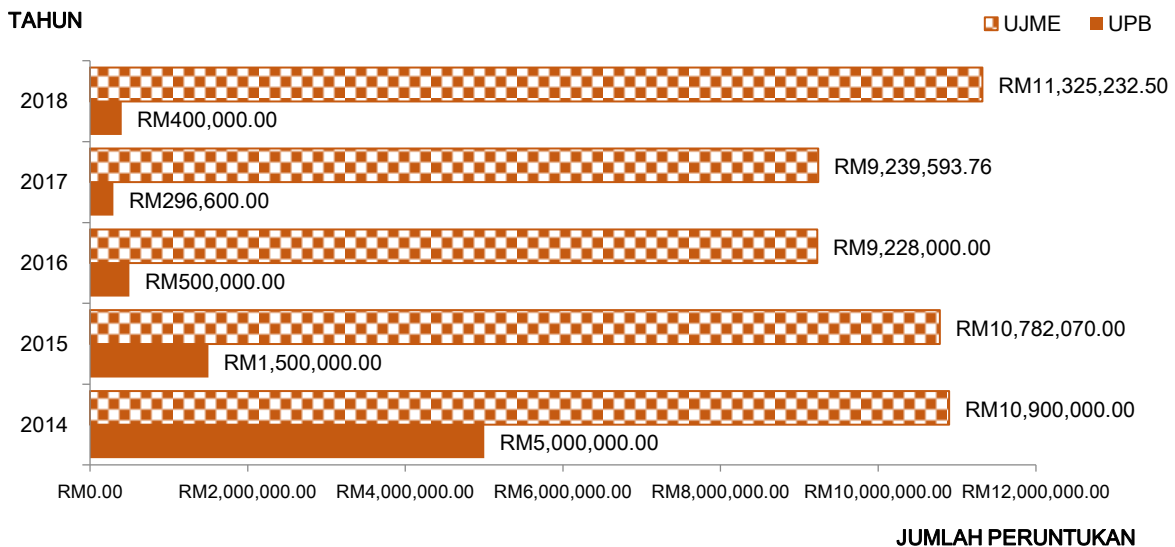 TAHUN
UJME UPB
2018
RM11,325,232.50
RM400,000.00
2017
RM9,239,593.76
RM296,600.00
2016
RM9,228,000.00
RM500,000.00
2015
RM10,782,070.00
RM1,500,000.00
2014
RM10,900,000.00
RM5,000,000.00
RM0.00 RM2,000,000.00 RM4,000,000.00 RM6,000,000.00 RM8,000,000.00 RM10,000,000.00 RM12,000,000.00
JUMLAH PERUNTUKAN